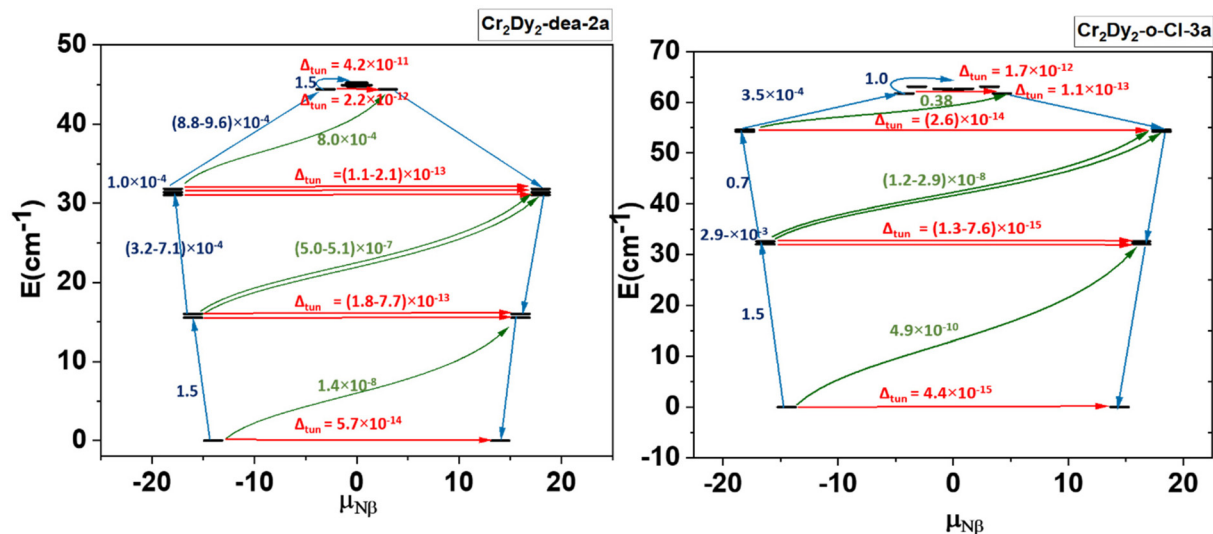 Cr₂Dy₂-dea-2a
50
40
30
20
10
0
E(cm⁻¹)
-20
-10
0
10
20
μNβ
Δtun = 4.2×10⁻¹¹
1.5
Δtun = 2.2×10⁻¹²
(8.8-9.6)×10⁻⁴
8.0×10⁻⁴
1.0×10⁻⁴
Δtun =(1.1-2.1)×10⁻¹³
(3.2-7.1)×10⁻⁴
(5.0-5.1)×10⁻⁷
Δtun = (1.8-7.7)×10⁻¹³
1.5
1.4×10⁻⁸
Δtun = 5.7×10⁻¹⁴
Cr₂Dy₂-o-Cl-3a
70
60
50
40
30
20
10
0
-10
E(cm⁻¹)
-20
-10
0
10
20
μNβ
1.0
Δtun = 1.7×10⁻¹²
Δtun = 1.1×10⁻¹³
3.5×10⁻⁴
0.38
Δtun = (2.6)×10⁻¹⁴
0.7
(1.2-2.9)×10⁻⁸
2.9-×10⁻³
Δtun = (1.3-7.6)×10⁻¹⁵
1.5
4.9×10⁻¹⁰
Δtun = 4.4×10⁻¹⁵